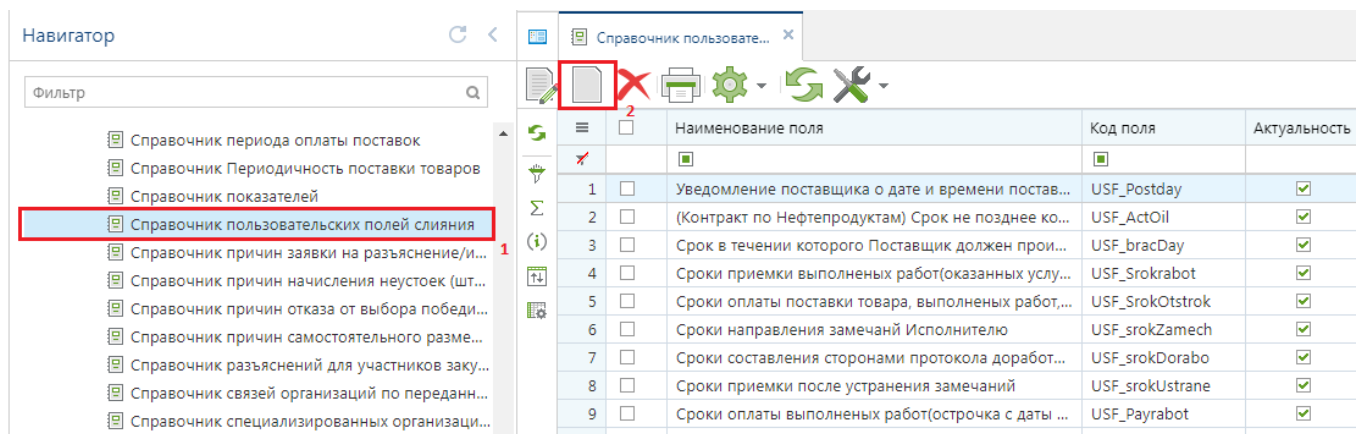 Навигатор
Фильтр
Справочник периода оплаты поставок
Справочник Периодичность поставки товаров
Справочник показателей
Справочник пользовательских полей слияния
1
Справочник причин заявки на разъяснение/и...
Справочник причин начисления неустоек (шт...
Справочник причин отказа от выбора победи...
Справочник причин самостоятельного разме...
Справочник разъяснений для участников заку...
Справочник связей организаций по переданн...
Справочник специализированных организаци...
Справочник пользовате...
2
Наименование поля Код поля Актуальность
1 Уведомление поставщика о дате и времени постав... USF_Postday
2 (Контракт по Нефтепродуктам) Срок не позднее ко... USF_ActOil
3 Срок в течении которого Поставщик должен прои... USF_bracDay
4 Сроки приемки выполненых работ(оказанных услу... USF_Srokrabot
5 Сроки оплаты поставки товара, выполненых работ,... USF_SrokOtstrok
6 Сроки направления замечанй Исполнителю USF_srokZamech
7 Сроки составления сторонами протокола доработ... USF_srokDorabo
8 Сроки приемки после устранения замечаний USF_srokUstrane
9 Сроки оплаты выполненых работ(острочка с даты ... USF_Payrabot